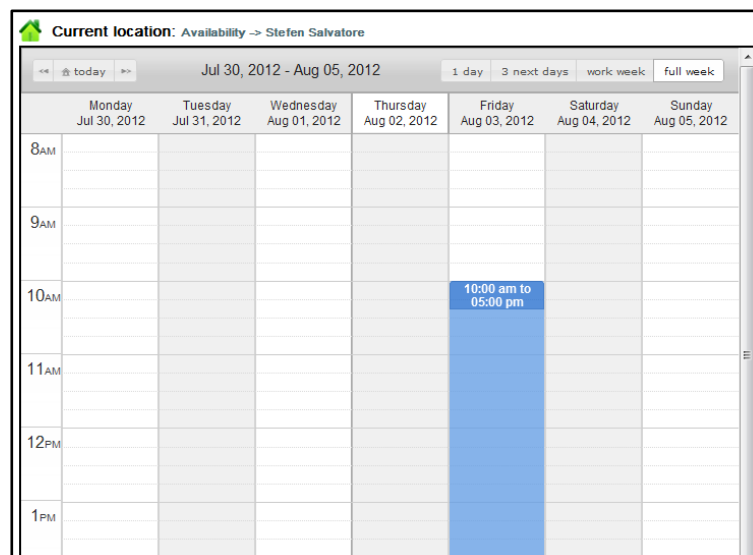 Current location: Availability -> Stefen Salvatore
today Jul 30, 2012 - Aug 05, 2012 1 day 3 next days work week full week
Monday Tuesday Wednesday Thursday Friday Saturday Sunday
Jul 30, 2012 Jul 31, 2012 Aug 01, 2012 Aug 02, 2012 Aug 03, 2012 Aug 04, 2012 Aug 05, 2012
8AM
9AM
10AM
10:00 am to
05:00 pm
11AM
12PM
1PM